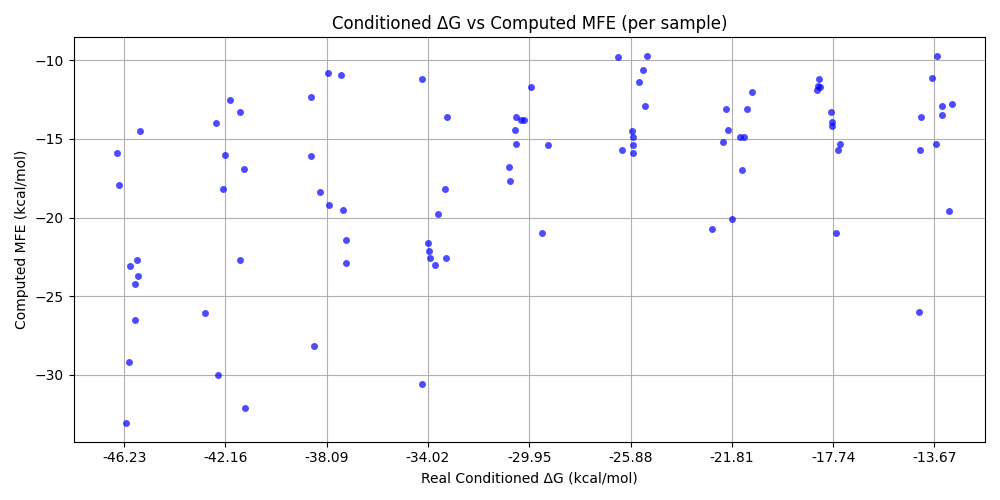 Conditioned ΔG vs Computed MFE (per sample)
Computed MFE (kcal/mol)
−10
−15
−20
−25
−30
-46.23 -42.16 -38.09 -34.02 -29.95 -25.88 -21.81 -17.74 -13.67
Real Conditioned ΔG (kcal/mol)